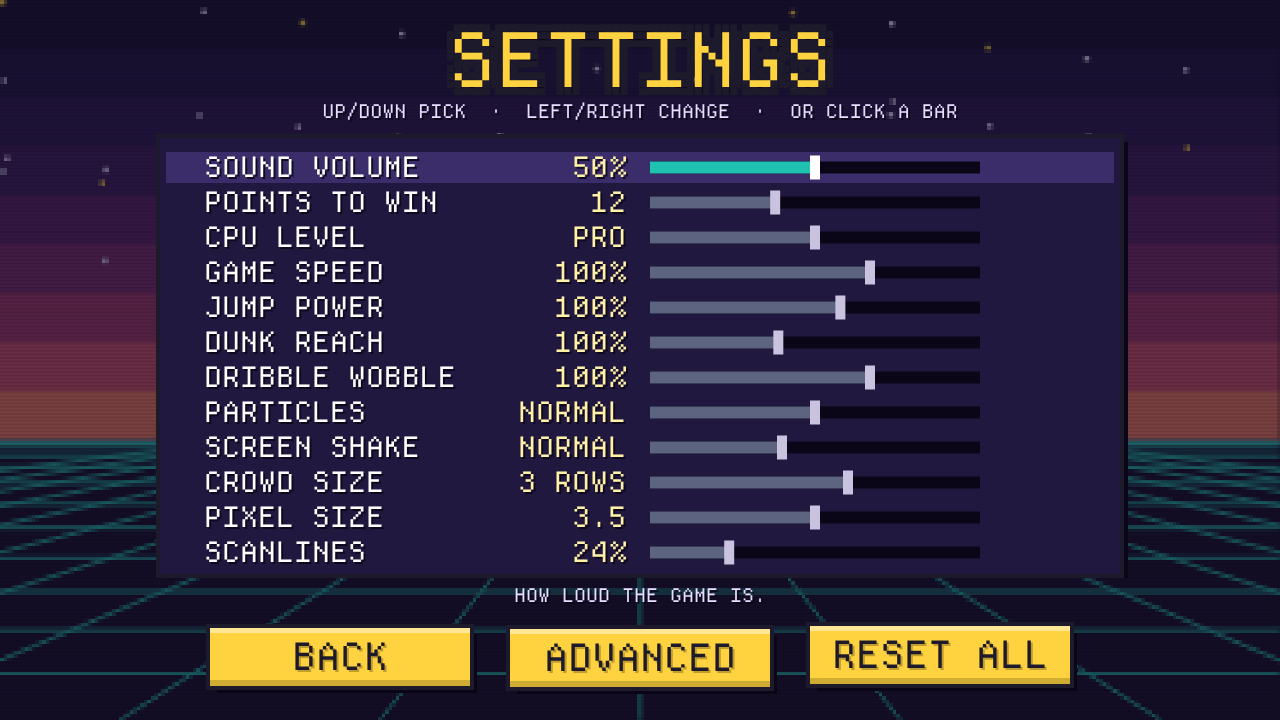 SETTINGS
UP/DOWN PICK · LEFT/RIGHT CHANGE · OR CLICK A BAR
SOUND VOLUME 50%
POINTS TO WIN 12
CPU LEVEL PRO
GAME SPEED 100%
JUMP POWER 100%
DUNK REACH 100%
DRIBBLE WOBBLE 100%
PARTICLES NORMAL
SCREEN SHAKE NORMAL
CROWD SIZE 3 ROWS
PIXEL SIZE 3.5
SCANLINES 24%
HOW LOUD THE GAME IS.
BACK ADVANCED RESET ALL